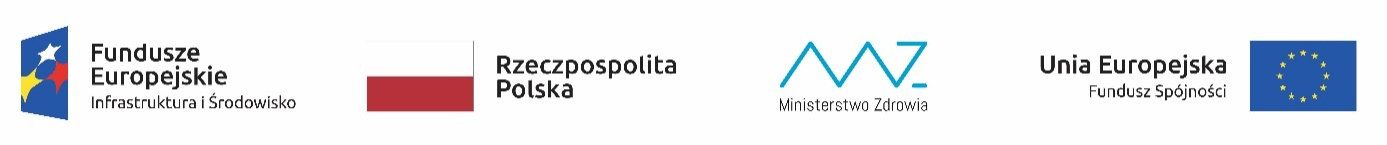 Fundusze
Europejskie
Infrastruktura i Środowisko
Rzeczpospolita
Polska
Ministerstwo Zdrowia
Unia Europejska
Fundusz Spójności